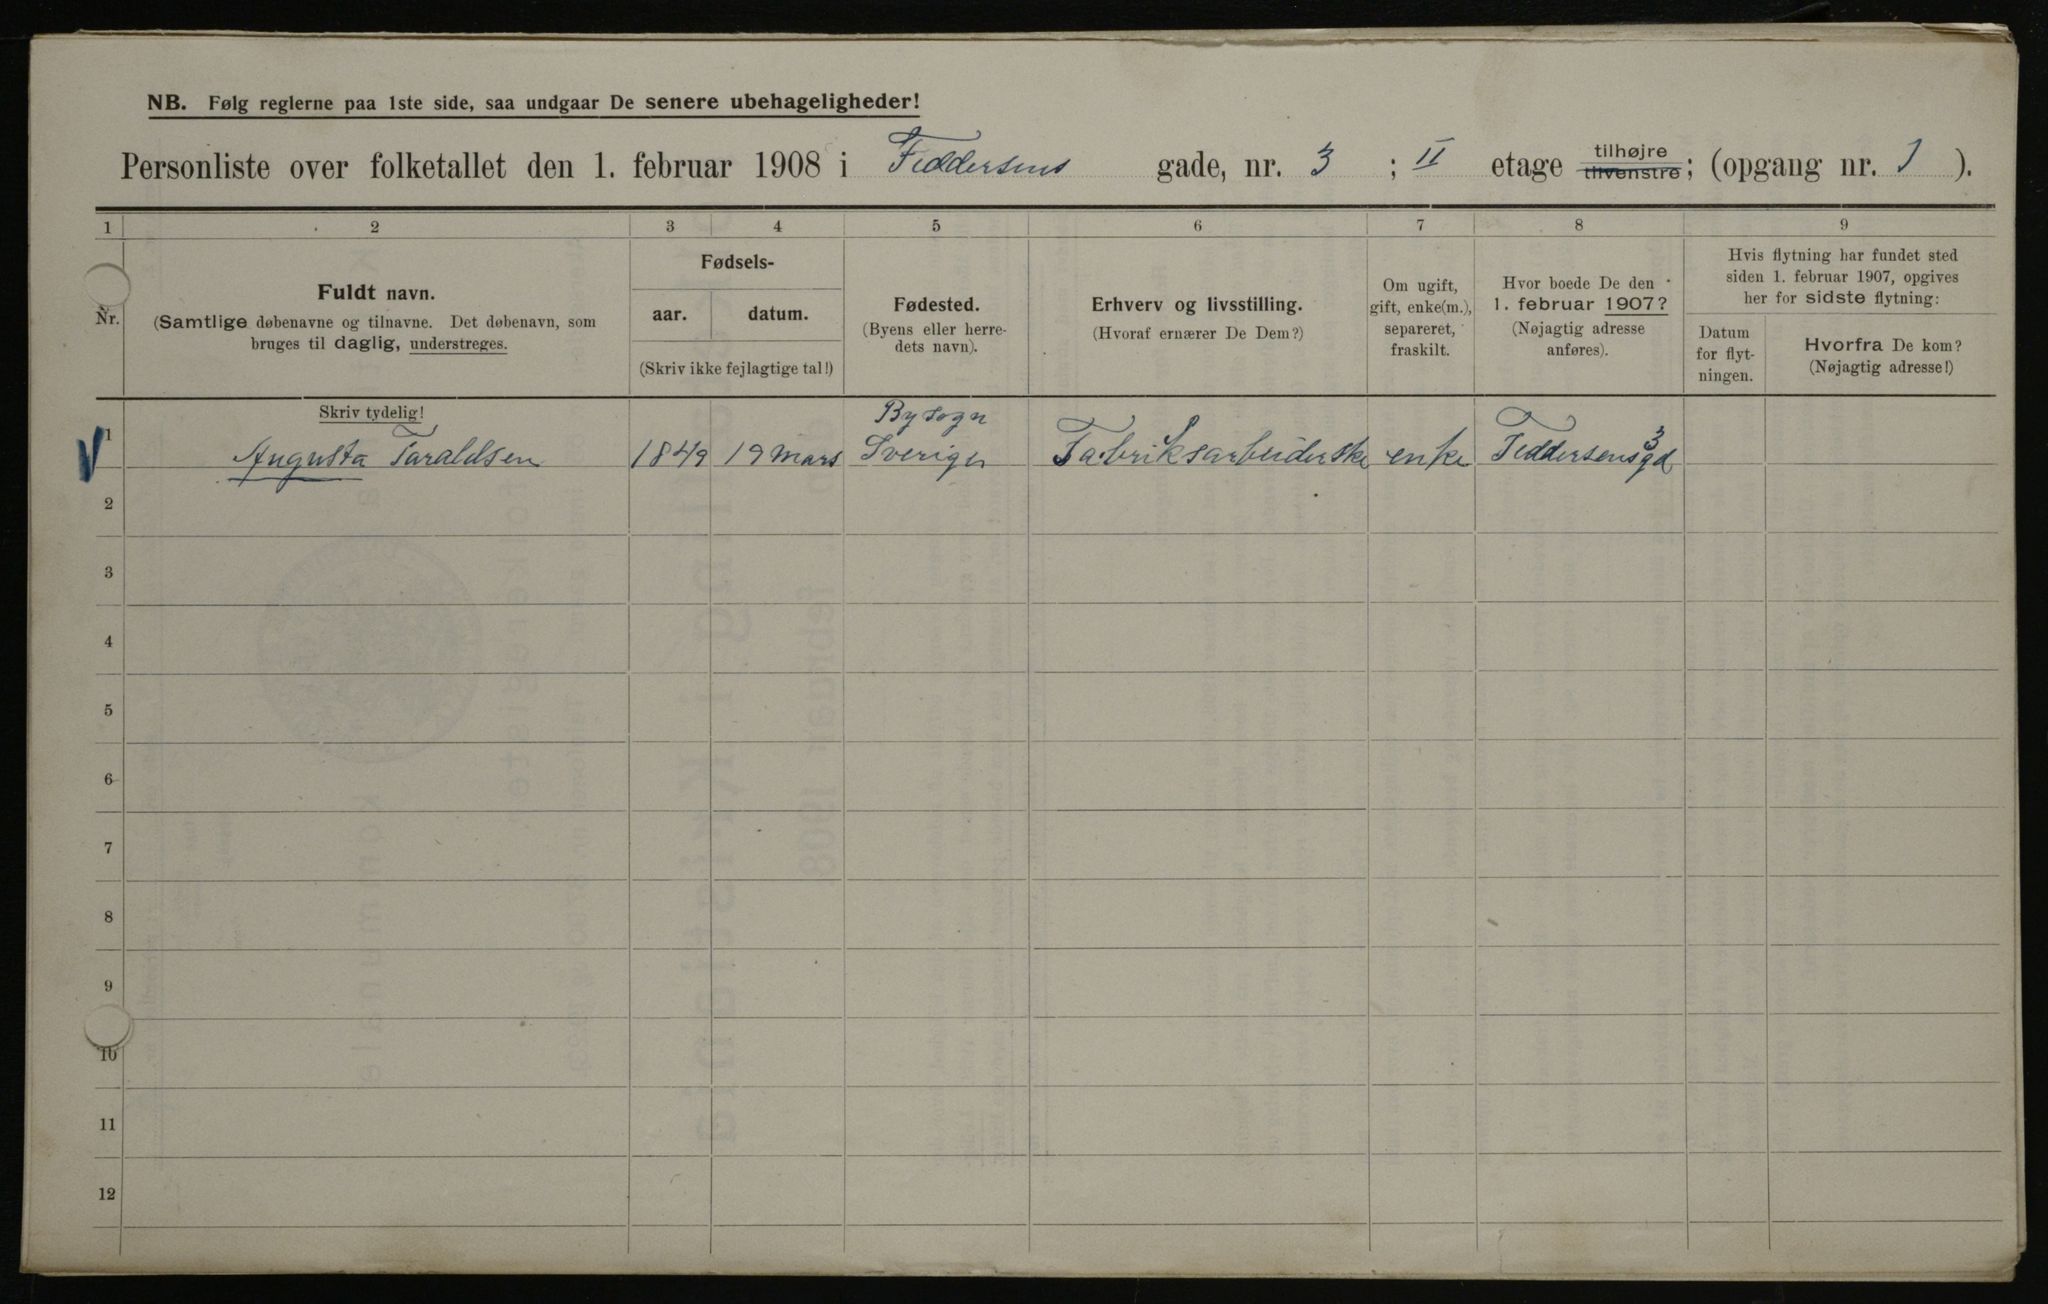 NB. Følg reglerne paa 1ste side, saa undgaar De senere ubehageligheder!
Personliste over folketallet den 1. februar 1908 i Feddersens gade, nr. 3 ; II etage tilhøjre tilvenstre; (opgang nr. 1 ).
1 2 3 4 5 6 7 8 9
Nr.
Fuldt navn.
(Samtlige døbenavne og tilnavne. Det døbenavn, som
bruges til daglig, understreges.
Fødsels-
aar. datum.
(Skriv ikke fejlagtige tal!)
Fødested.
(Byens eller herre-
dets navn).
Erhverv og livsstilling.
(Hvoraf ernærer De Dem?)
Om ugift,
gift, enke(m.),
separeret,
fraskilt.
Hvor boede De den
1. februar 1907?
(Nøjagtig adresse
anføres).
Hvis flytning har fundet sted
siden 1. februar 1907, opgives
her for sidste flytning:
Datum
for flyt-
ningen.
Hvorfra De kom?
(Nøjagtig adresse!)
Skriv tydelig!
Bysogn
1 Augusta Taraldsen 1849 19 mars Sverige Fabriksarbeiderske enke Feddersens gd 3
2
3
4
5
6
7
8
9
10
11
12